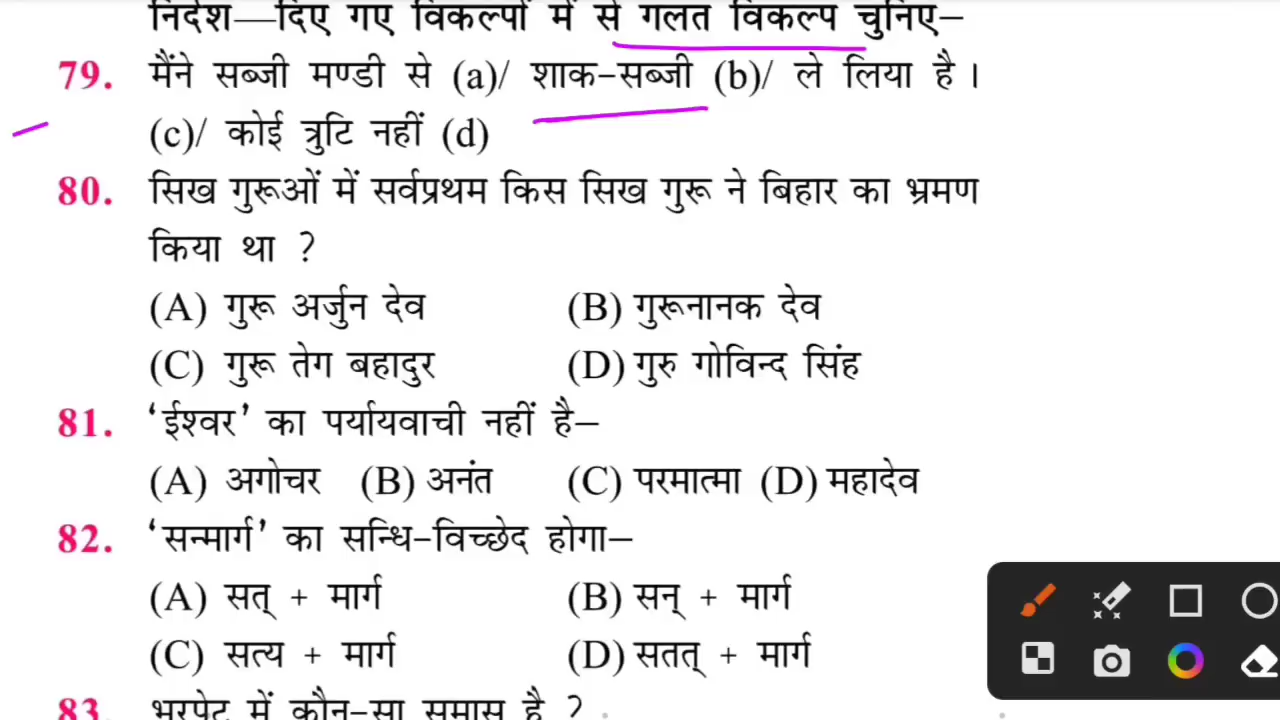 निर्देश—दिए गए विकल्पों में से गलत विकल्प चुनिए–
79. मैंने सब्जी मण्डी से (a)/ शाक-सब्जी (b)/ ले लिया है।
(c)/ कोई त्रुटि नहीं (d)
80. सिख गुरूओं में सर्वप्रथम किस सिख गुरू ने बिहार का भ्रमण
किया था ?
(A) गुरू अर्जुन देव (B) गुरूनानक देव
(C) गुरू तेग बहादुर (D) गुरु गोविन्द सिंह
81. ‘ईश्वर’ का पर्यायवाची नहीं है–
(A) अगोचर (B) अनंत (C) परमात्मा (D) महादेव
82. ‘सन्मार्ग’ का सन्धि-विच्छेद होगा–
(A) सत् + मार्ग (B) सन् + मार्ग
(C) सत्य + मार्ग (D) सतत् + मार्ग
83. भरपेट में कौन-सा समास है ?